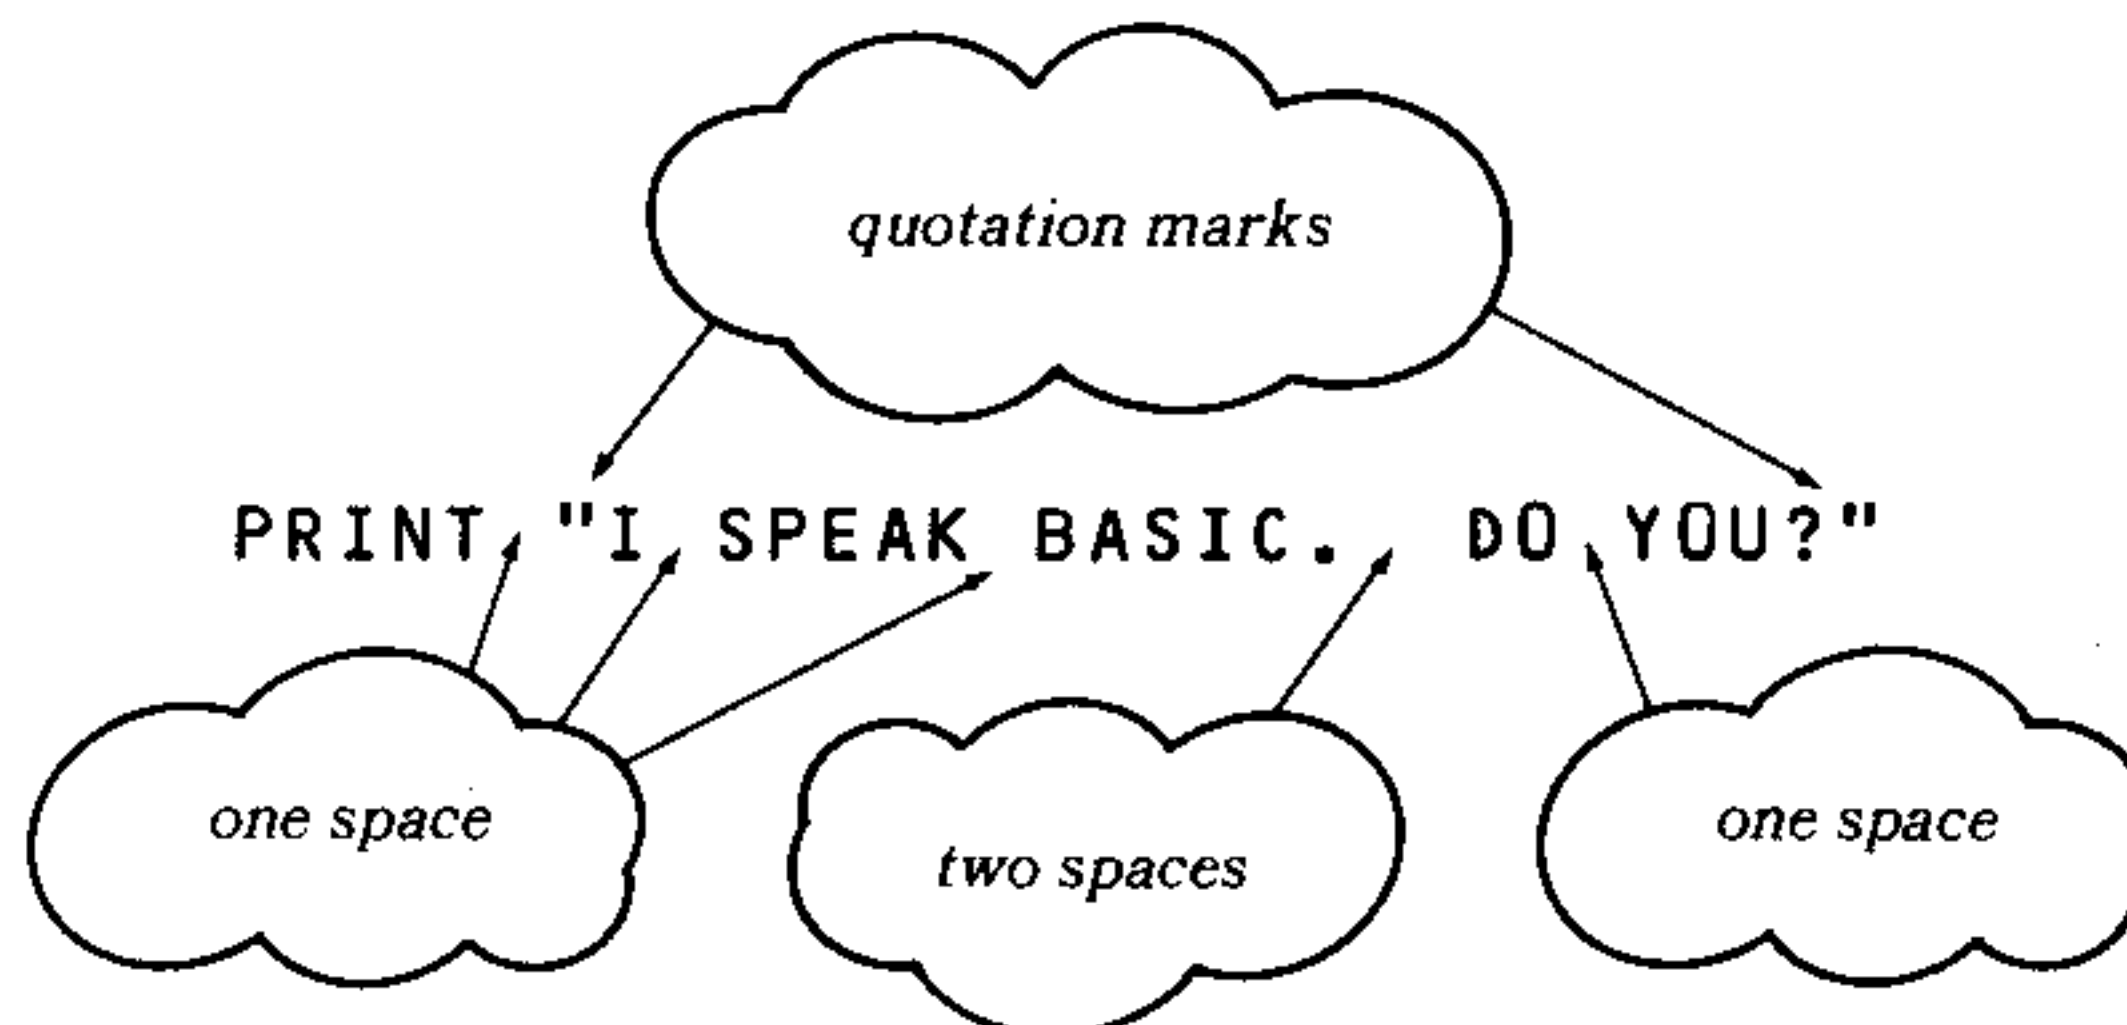 quotation marks
PRINT "I SPEAK BASIC.  DO YOU?"
one space
two spaces
one space